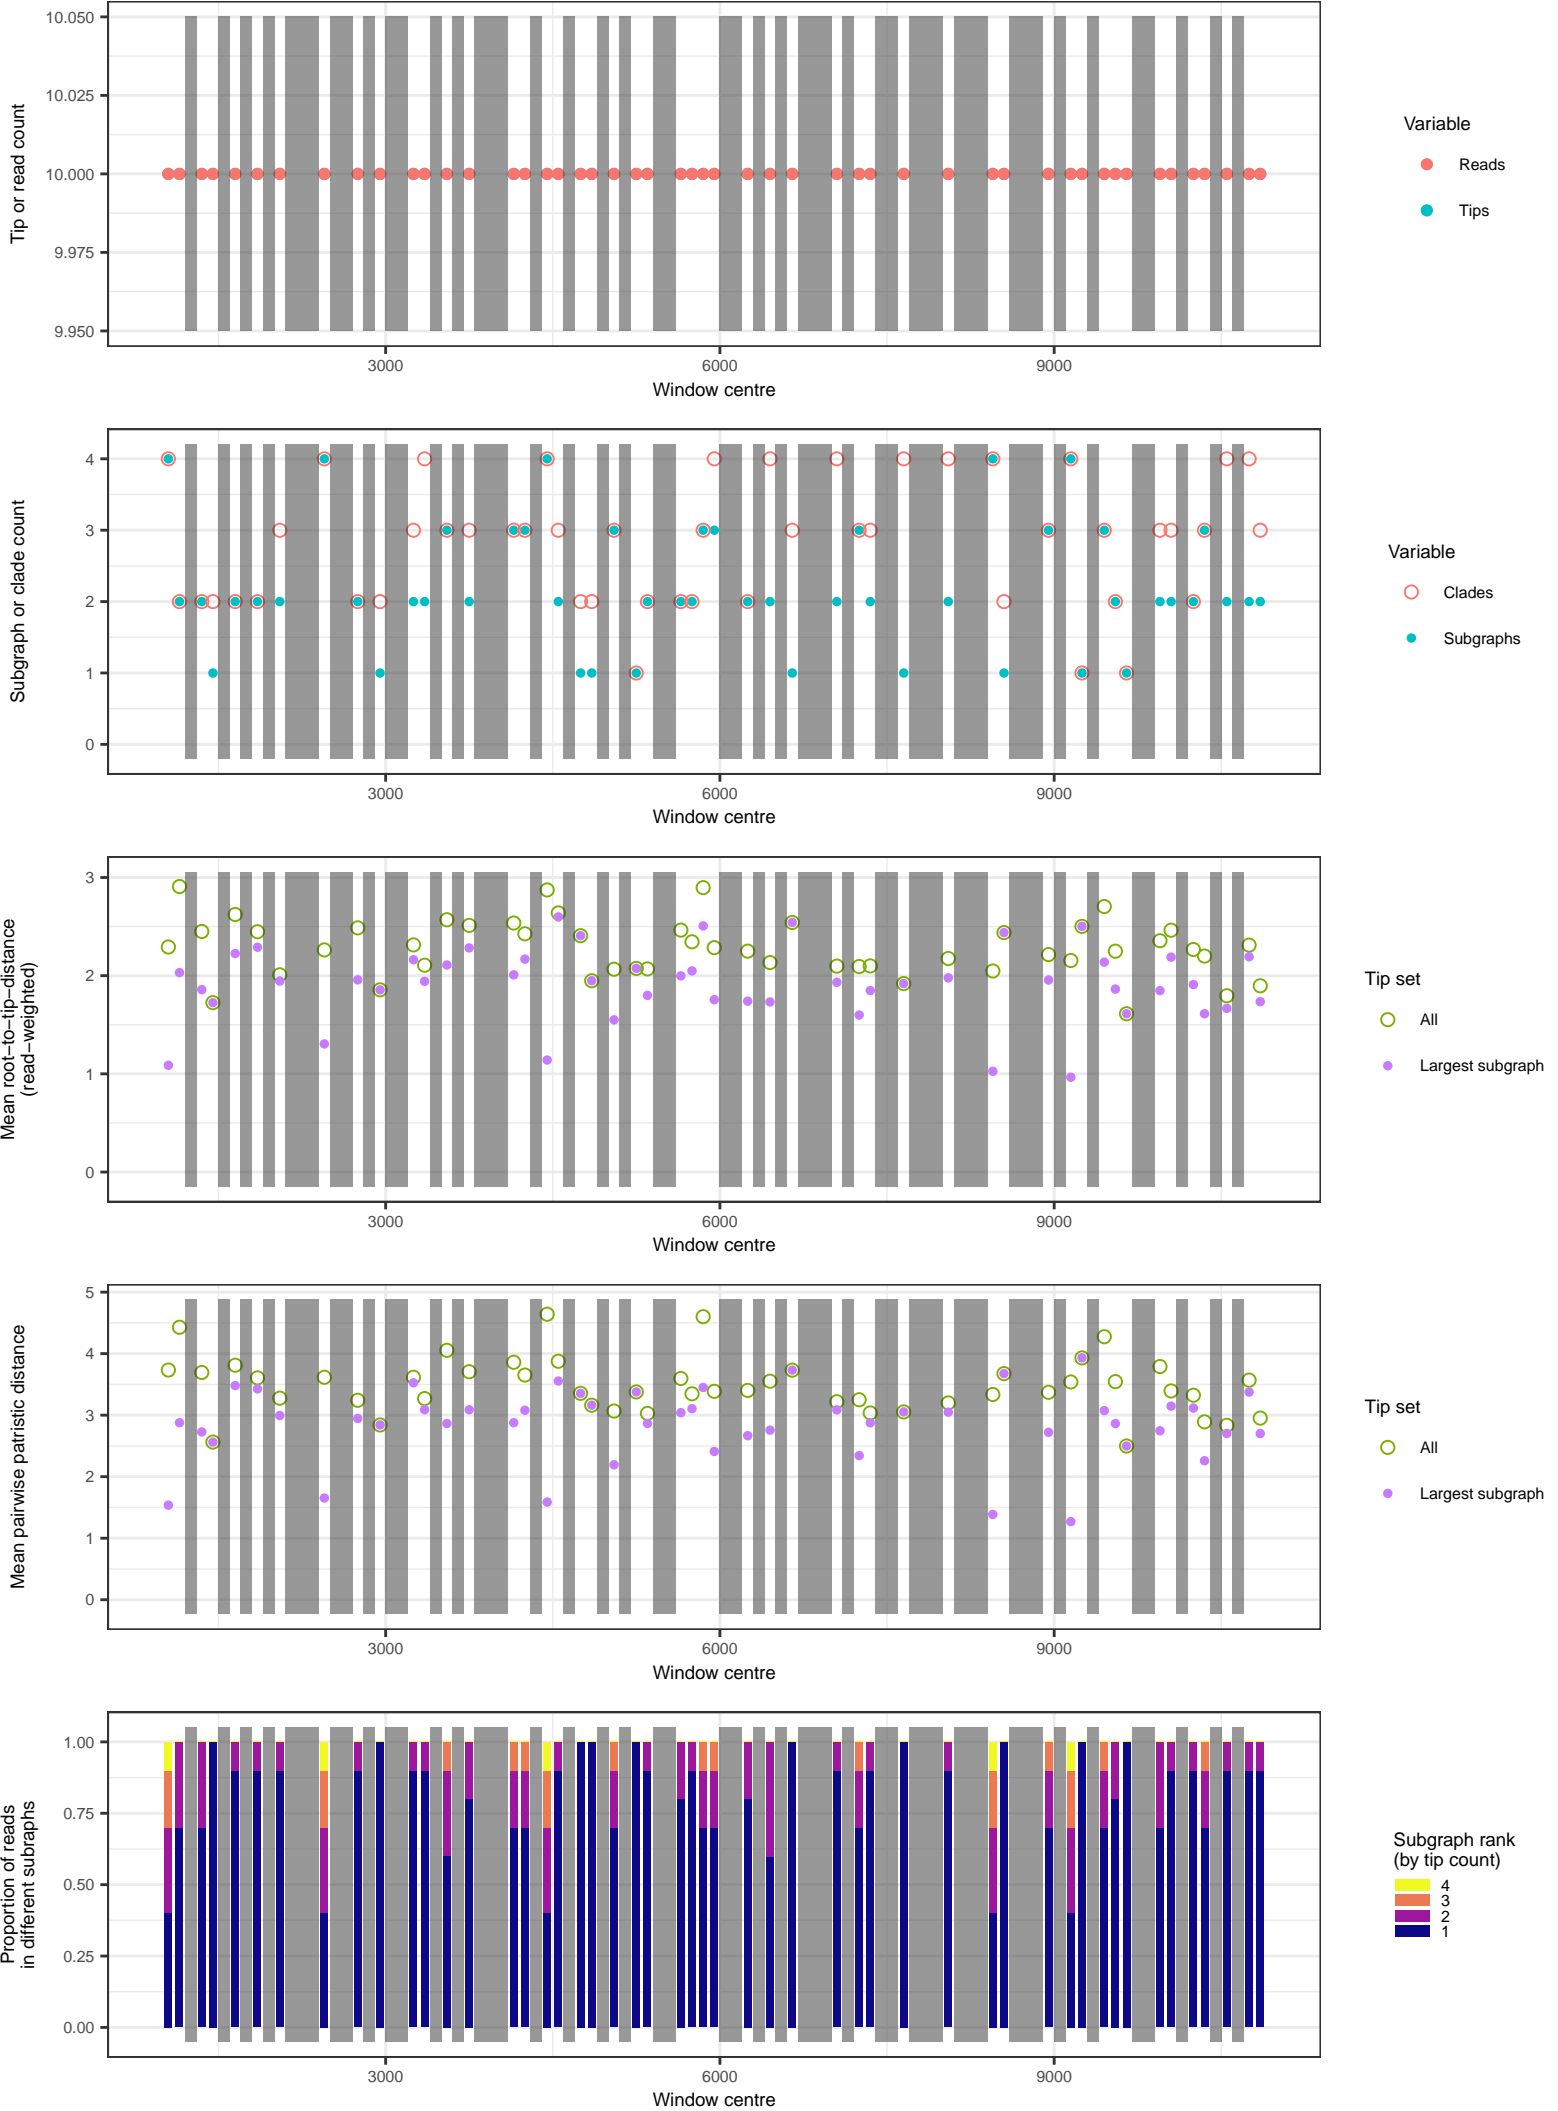 Tip or read count
10.050
10.025
10.000
9.975
9.950
3000 6000 9000
Window centre
Variable
Reads
Tips
Subgraph or clade count
4
3
2
1
0
3000 6000 9000
Window centre
Variable
Clades
Subgraphs
Mean root−to−tip−distance
(read−weighted)
3
2
1
0
3000 6000 9000
Window centre
Tip set
All
Largest subgraph
Mean pairwise patristic distance
5
4
3
2
1
0
3000 6000 9000
Window centre
Tip set
All
Largest subgraph
Proportion of reads
in different subraphs
1.00
0.75
0.50
0.25
0.00
3000 6000 9000
Window centre
Subgraph rank
(by tip count)
4
3
2
1